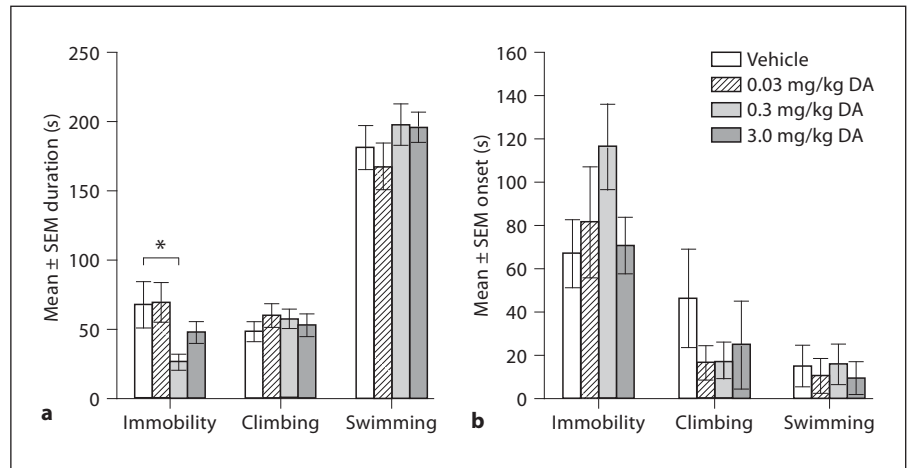 Mean ± SEM duration (s)
250
200
150
100
50
0
*
a
Immobility
Climbing
Swimming
Mean ± SEM onset (s)
160
140
120
100
80
60
40
20
0
b
Immobility
Climbing
Swimming
Vehicle
0.03 mg/kg DA
0.3 mg/kg DA
3.0 mg/kg DA